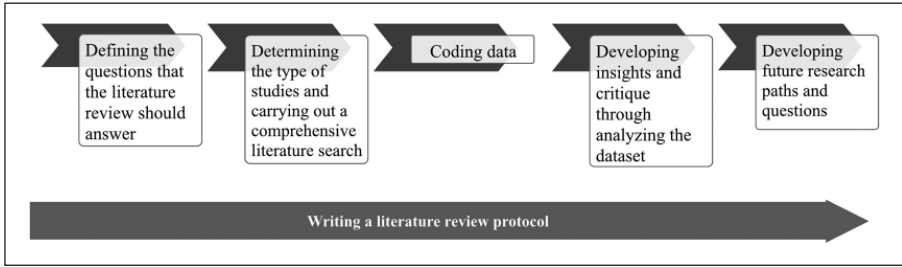 Defining the
questions that
the literature
review should
answer
Determining
the type of
studies and
carrying out a
comprehensive
literature search
Coding data
Developing
insights and
critique
through
analyzing the
dataset
Developing
future research
paths and
questions
Writing a literature review protocol